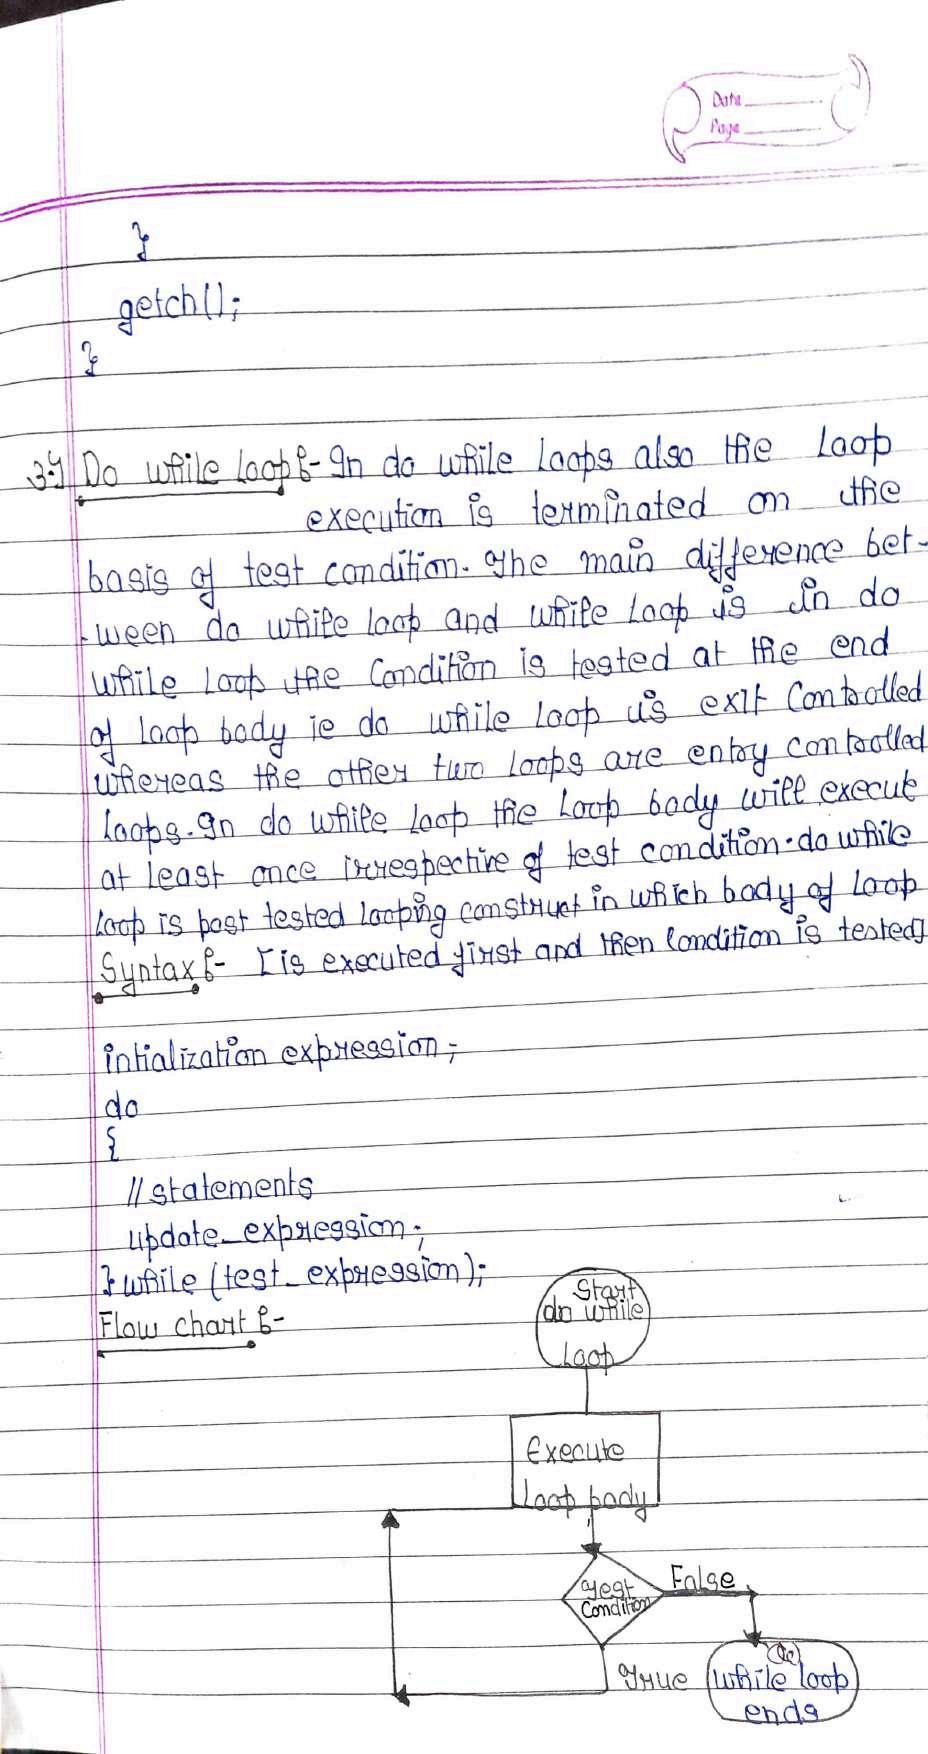 Date
Page
}
getch();
}
3.) Do while loop :- In do while loops also the loop
execution is terminated on the
basis of test condition. The main difference bet-
-ween do while loop and while loop is in do
while loop the condition is tested at the end
of loop body ie do while loop is exit controlled
whereas the other two loops are entry controlled
loops. In do while loop the loop body will execute
at least once irrespective of test condition. do while
loop is post tested looping construct in which body of loop
Syntax :- [is executed first and then condition is tested]
intialization expression;
do
{
//statements
update_expression;
} while (test_expression);
Flow chart :-
Start
do while
loop
Execute
loop body
Test
condition
False
True
while loop
ends